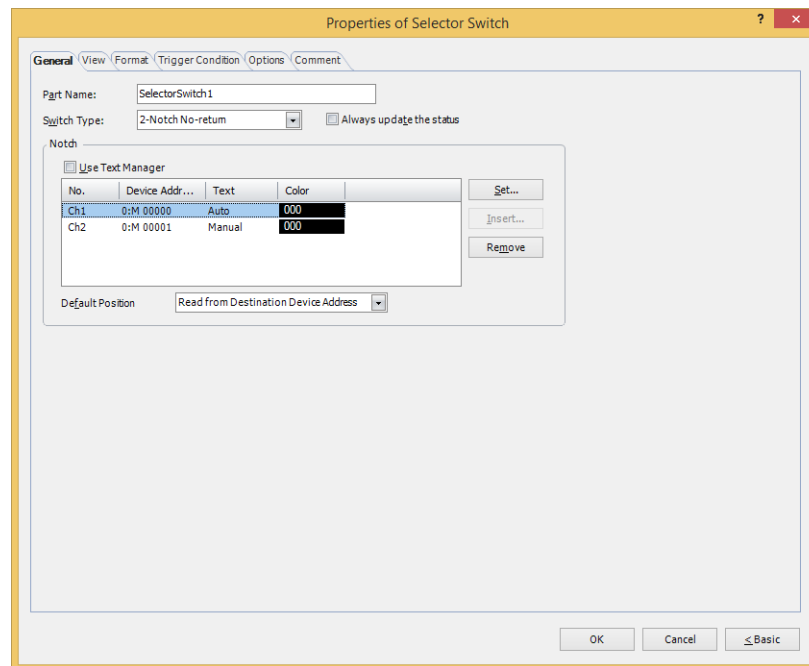 Properties of Selector Switch ? ×
General View Format Trigger Condition Options Comment
Part Name: SelectorSwitch1
Switch Type: 2-Notch No-return Always update the status
Notch
Use Text Manager
No. Device Addr... Text Color
Ch1 0:M 00000 Auto 000
Ch2 0:M 00001 Manual 000
Set...
Insert...
Remove
Default Position Read from Destination Device Address
OK Cancel < Basic